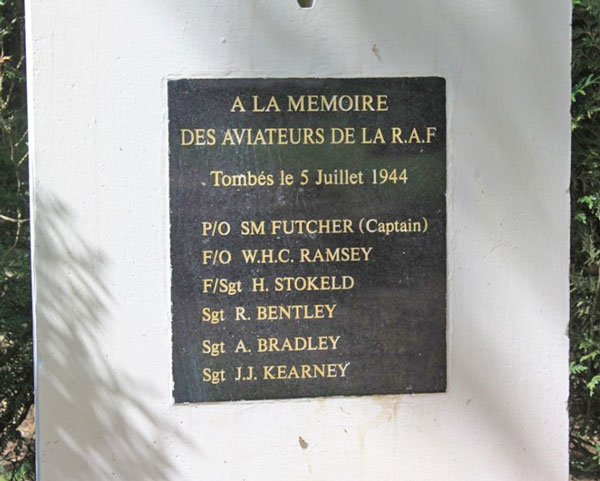 A LA MEMOIRE
DES AVIATEURS DE LA R.A.F
Tombés le 5 Juillet 1944
P/O SM FUTCHER (Captain)
F/O W.H.C. RAMSEY
F/Sgt H. STOKELD
Sgt R. BENTLEY
Sgt A. BRADLEY
Sgt J.J. KEARNEY